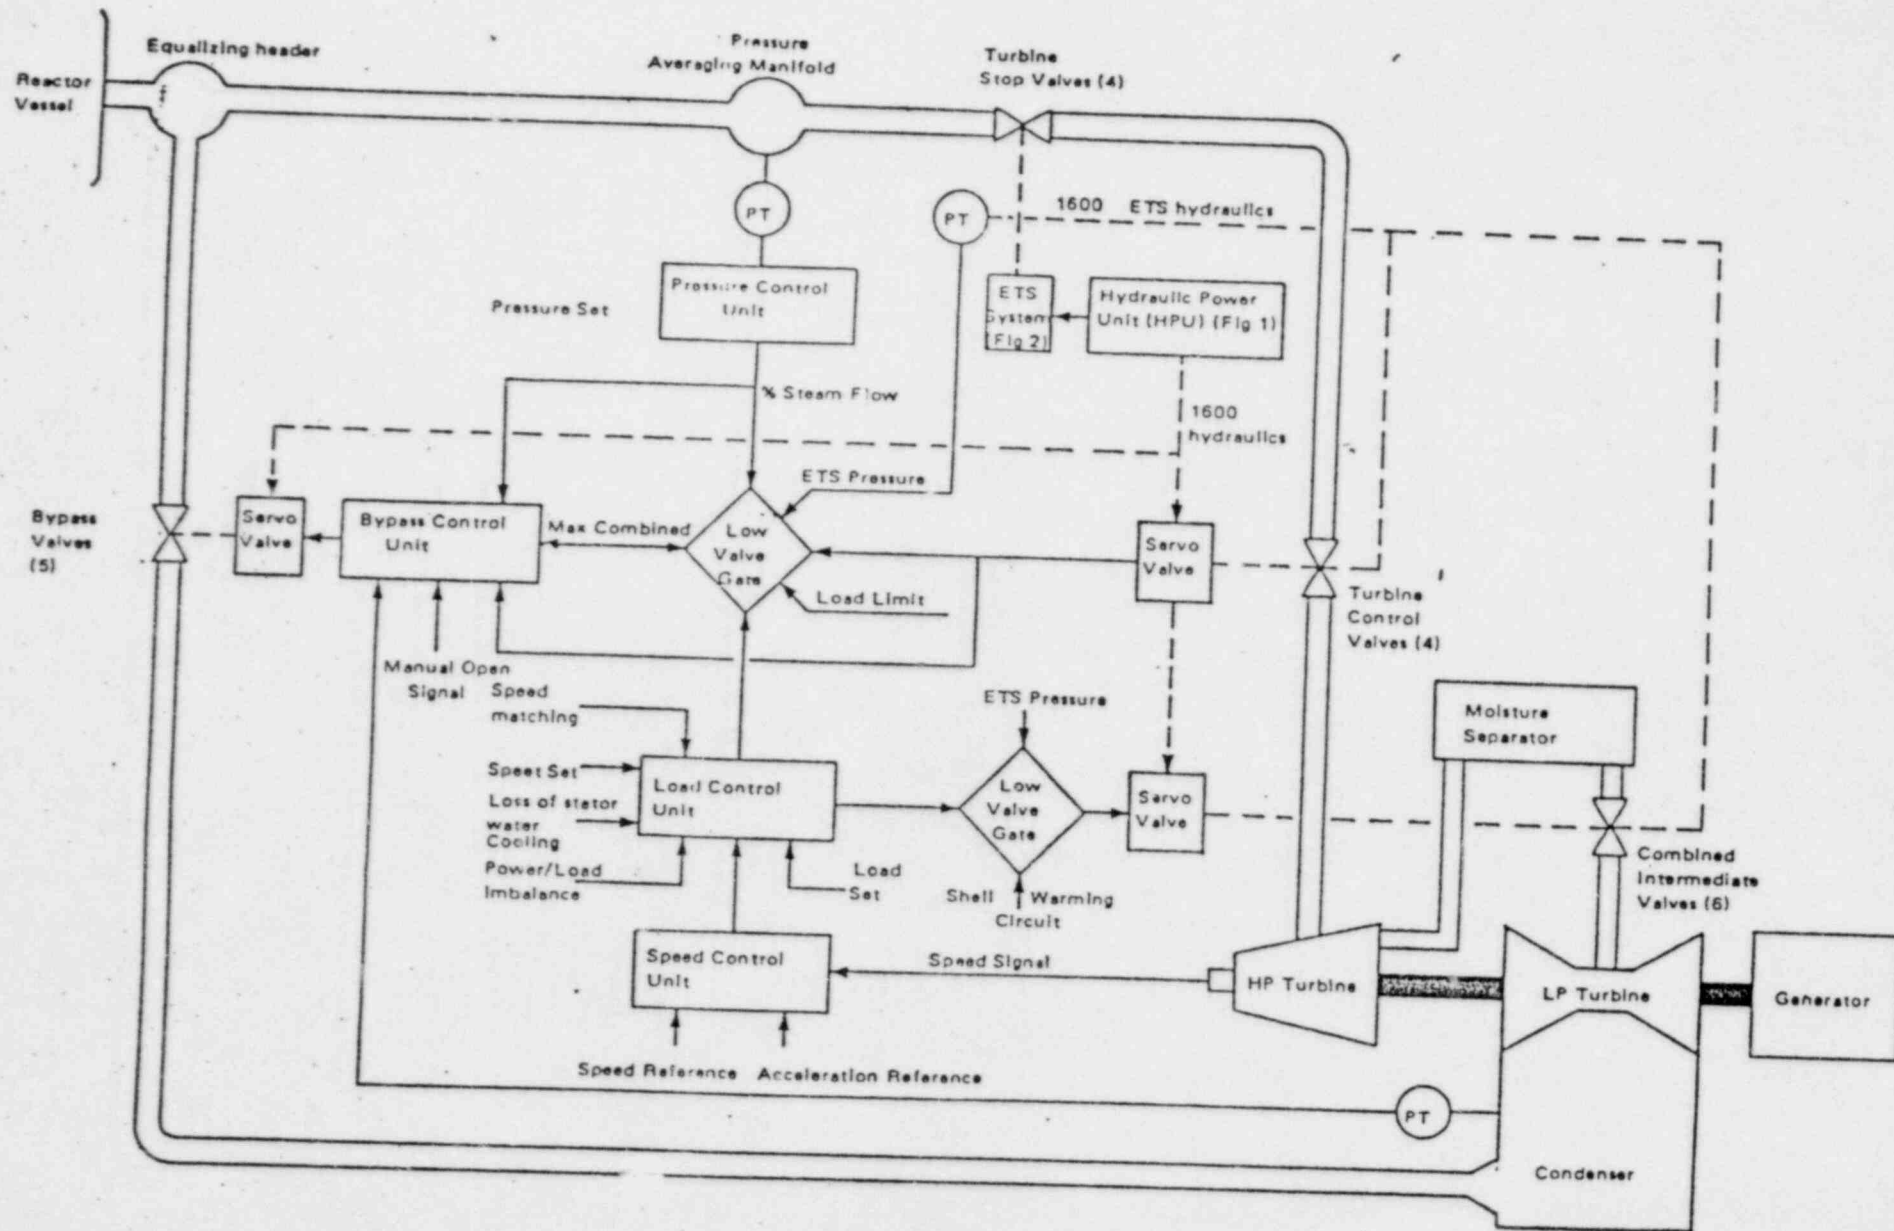 Equalizing header
Pressure
Averaging Manifold
Turbine
Stop Valves (4)
Reactor
Vessel
PT
PT
1600 ETS hydraulics
Pressure Control
Unit
Pressure Set
ETS
System
(Fig 2)
Hydraulic Power
Unit (HPU) (Fig 1)
% Steam Flow
1600
hydraulics
ETS Pressure
Bypass
Valves
(5)
Servo
Valve
Bypass Control
Unit
Max Combined
Low
Valve
Gate
Load Limit
Servo
Valve
Turbine
Control
Valves (4)
Manual Open
Signal
Speed
matching
ETS Pressure
Moisture
Separator
Speet Set
Loss of stator
water
Cooling
Power/Load
Imbalance
Load Control
Unit
Load
Set
Low
Valve
Gate
Servo
Valve
Shell Warming
Circuit
Combined
Intermediate
Valves (6)
Speed Control
Unit
Speed Signal
HP Turbine
LP Turbine
Generator
Speed Reference
Acceleration Reference
PT
Condenser